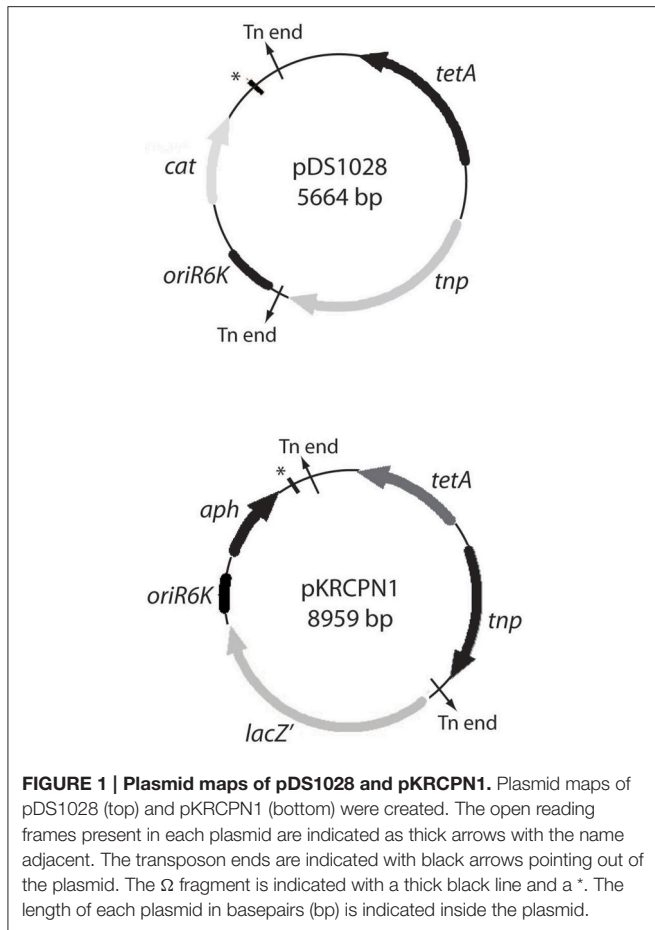 Tn end
*
tetA
cat
pDS1028
5664 bp
oriR6K
tnp
Tn end
Tn end
*
tetA
aph
oriR6K
pKRCPN1
8959 bp
tnp
Tn end
lacZ'
FIGURE 1 | Plasmid maps of pDS1028 and pKRCPN1. Plasmid maps of
pDS1028 (top) and pKRCPN1 (bottom) were created. The open reading
frames present in each plasmid are indicated as thick arrows with the name
adjacent. The transposon ends are indicated with black arrows pointing out of
the plasmid. The Ω fragment is indicated with a thick black line and a *. The
length of each plasmid in basepairs (bp) is indicated inside the plasmid.